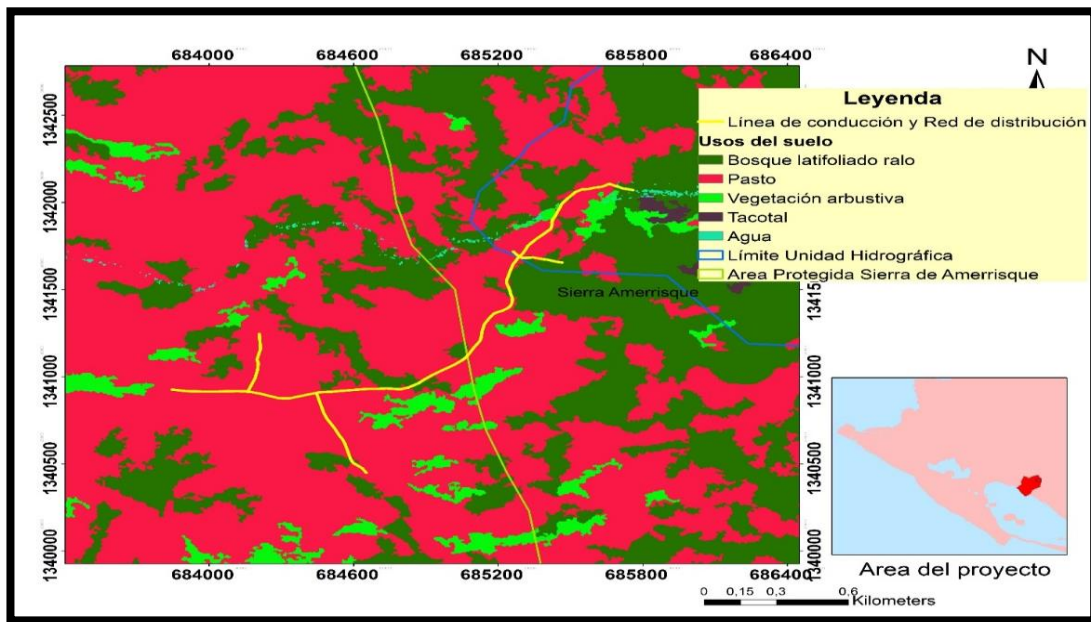 684000 684600 685200 685800 686400
N
Leyenda
Línea de conducción y Red de distribución
Usos del suelo
Bosque latifoliado ralo
Pasto
Vegetación arbustiva
Tacotal
Agua
Límite Unidad Hidrográfica
Area Protegida Sierra de Amerrisque
1342500
1342000
1341500
1341000
1340500
1340000
Sierra Amerrisque
134150
1341000
1340500
1340000
684000 684600 685200 685800 686400
Area del proyecto
0 0,15 0,3 0,6
Kilometers